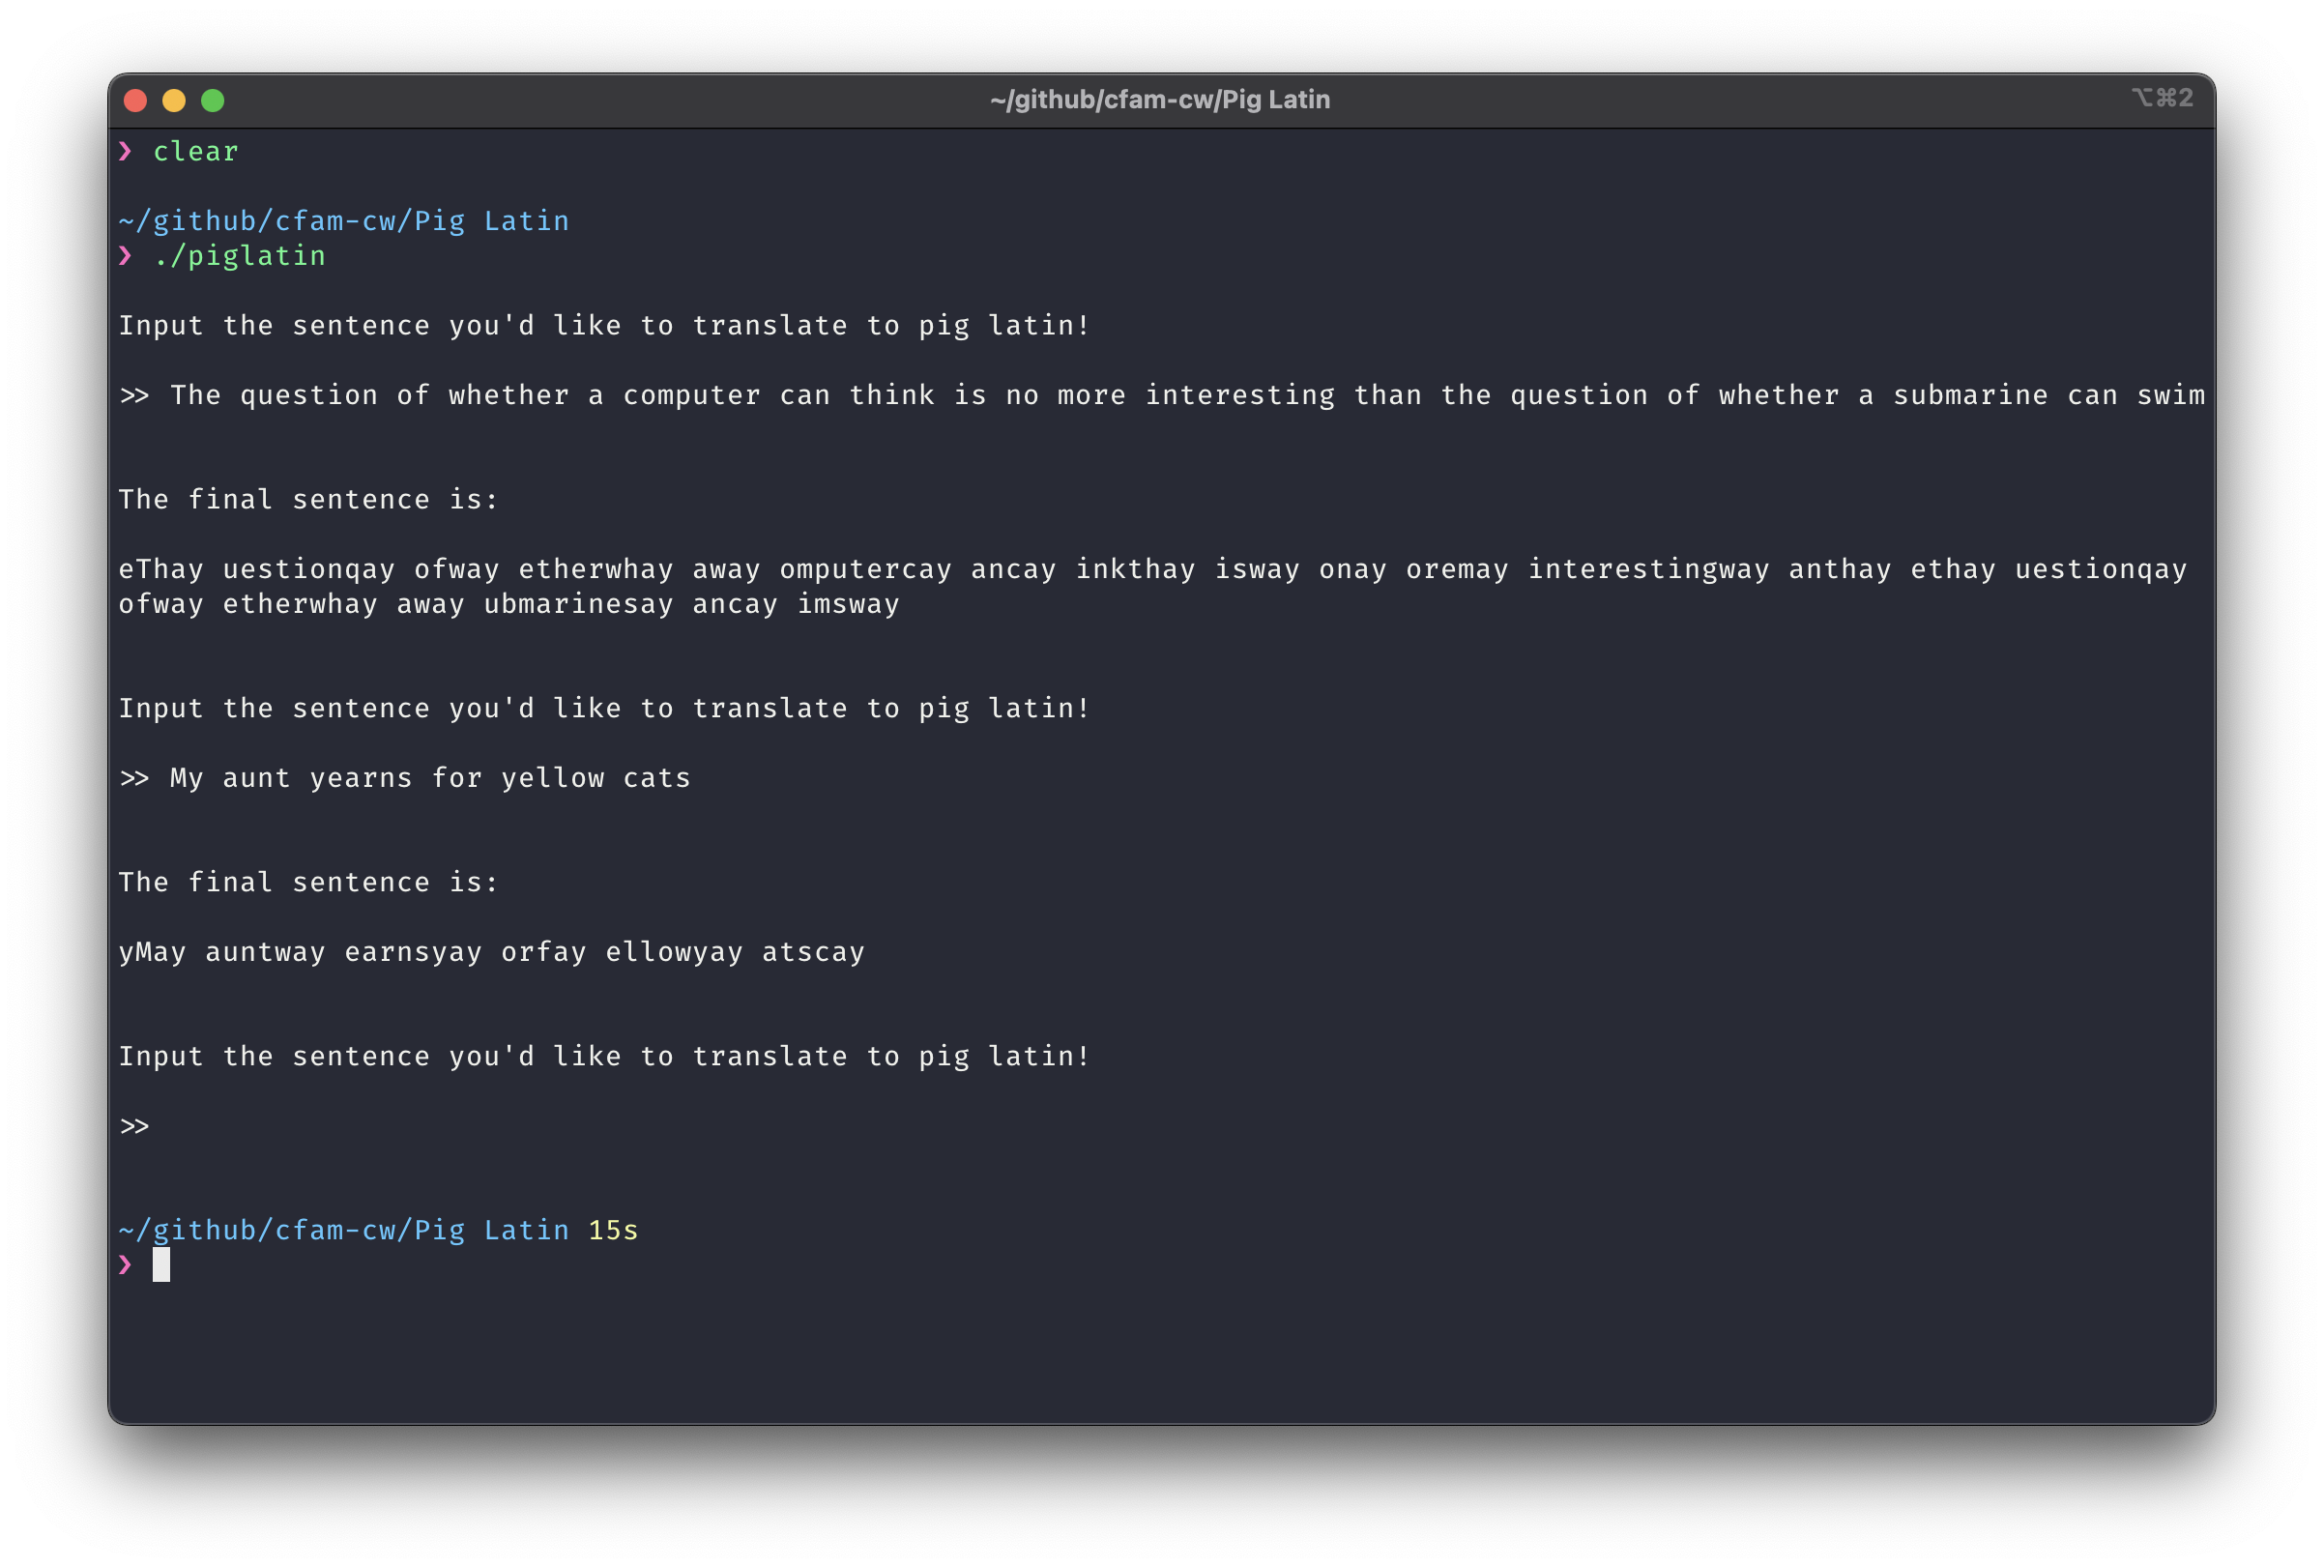 ~/github/cfam-cw/Pig Latin
⌥⌘2
❯ clear
~/github/cfam-cw/Pig Latin
❯ ./piglatin
Input the sentence you'd like to translate to pig latin!
>> The question of whether a computer can think is no more interesting than the question of whether a submarine can swim
The final sentence is:
eThay uestionqay ofway etherwhay away omputercay ancay inkthay isway onay oremay interestingway anthay ethay uestionqay
ofway etherwhay away ubmarinesay ancay imsway
Input the sentence you'd like to translate to pig latin!
>> My aunt yearns for yellow cats
The final sentence is:
yMay auntway earnsyay orfay ellowyay atscay
Input the sentence you'd like to translate to pig latin!
>>
~/github/cfam-cw/Pig Latin 15s
❯